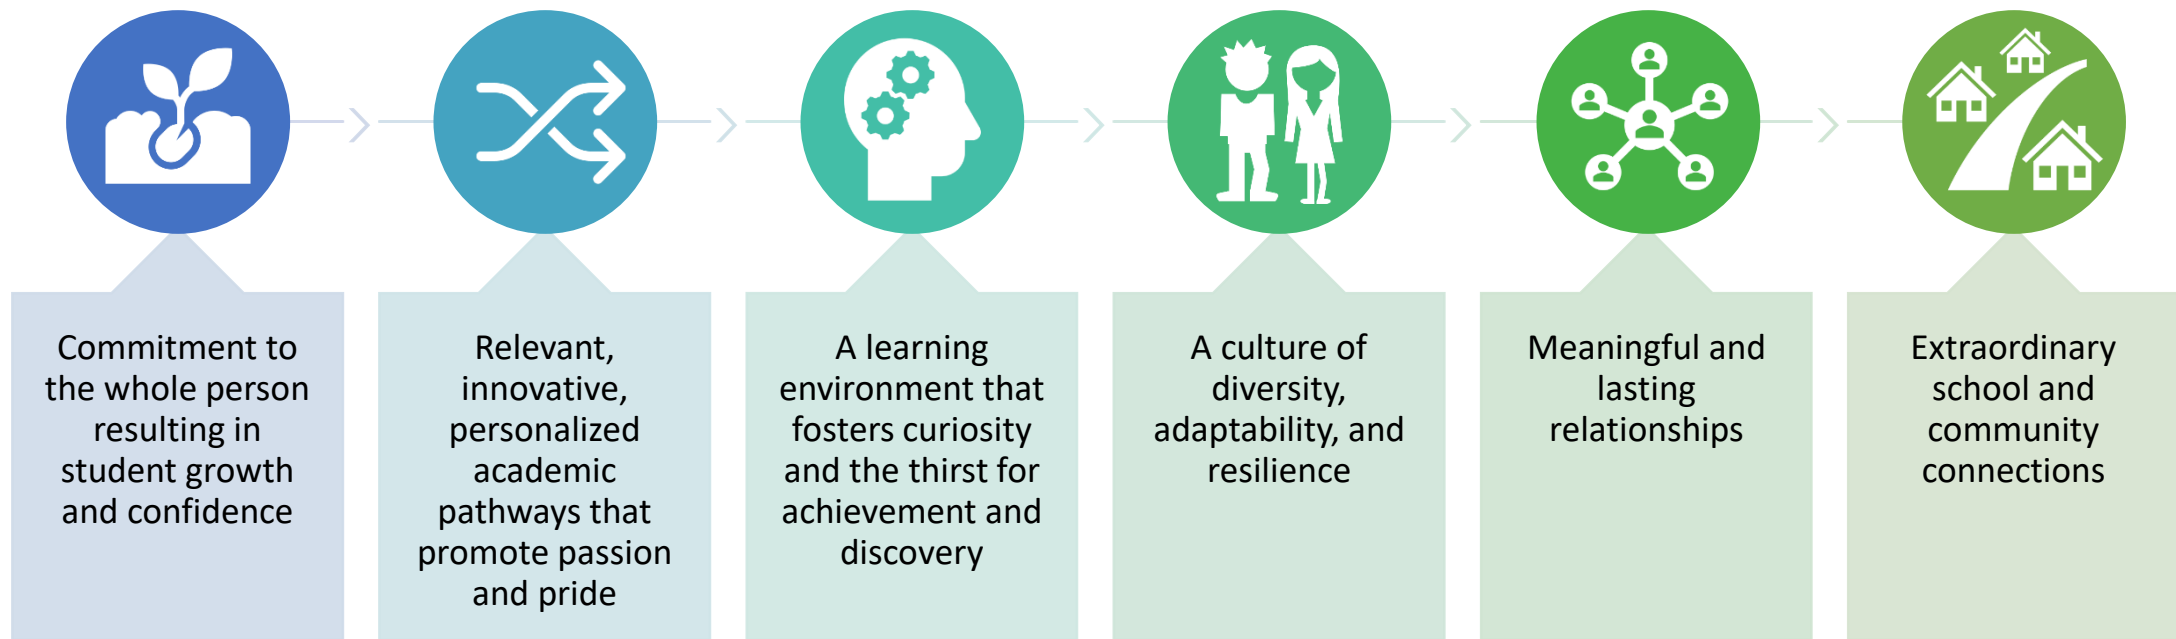 Commitment to
the whole person
resulting in
student growth
and confidence
Relevant,
innovative,
personalized
academic
pathways that
promote passion
and pride
A learning
environment that
fosters curiosity
and the thirst for
achievement and
discovery
A culture of
diversity,
adaptability, and
resilience
Meaningful and
lasting
relationships
Extraordinary
school and
community
connections